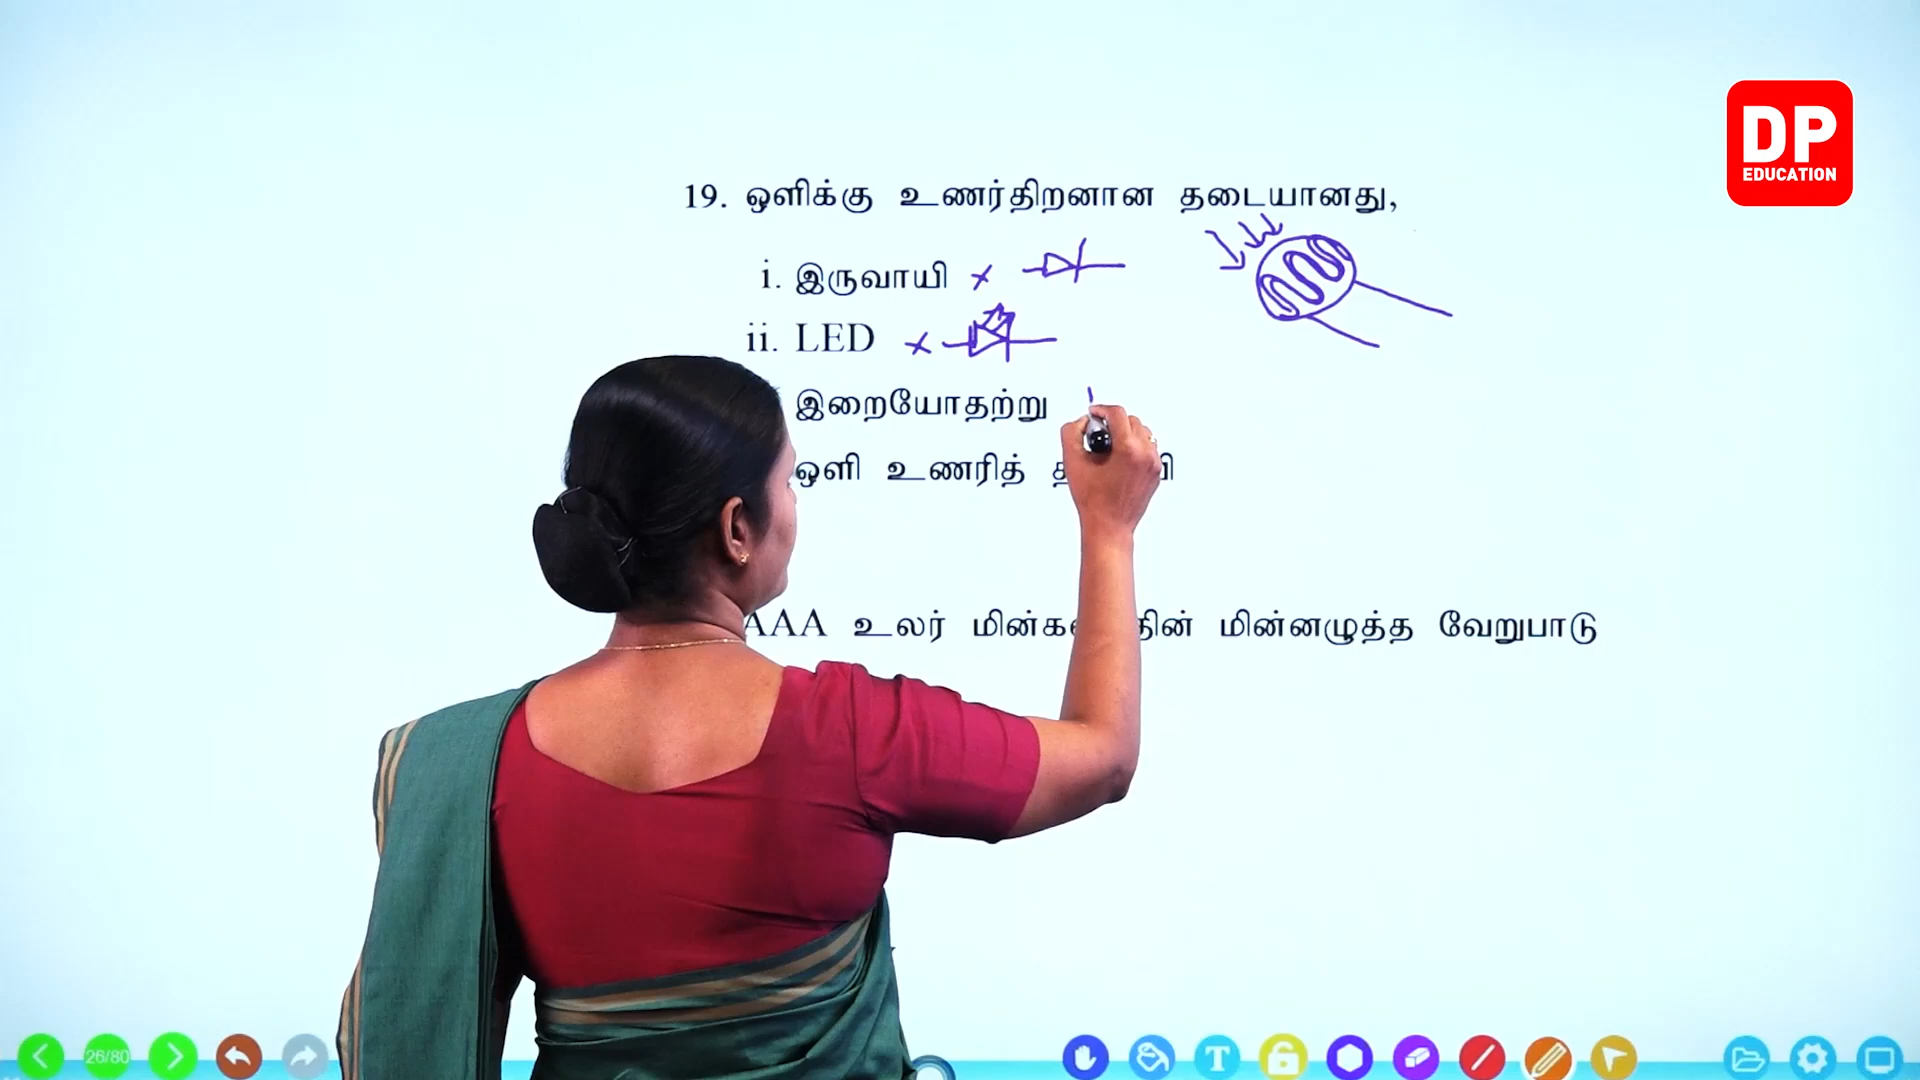 DP
EDUCATION
19. ஒளிக்கு உணர்திறனான தடையானது,
i. இருவாயி ×
ii. LED ×
இறையோதற்று
ஒளி உணரித்
AAA உலர் மின்னழுத்த வேறுபாடு
26/80
T